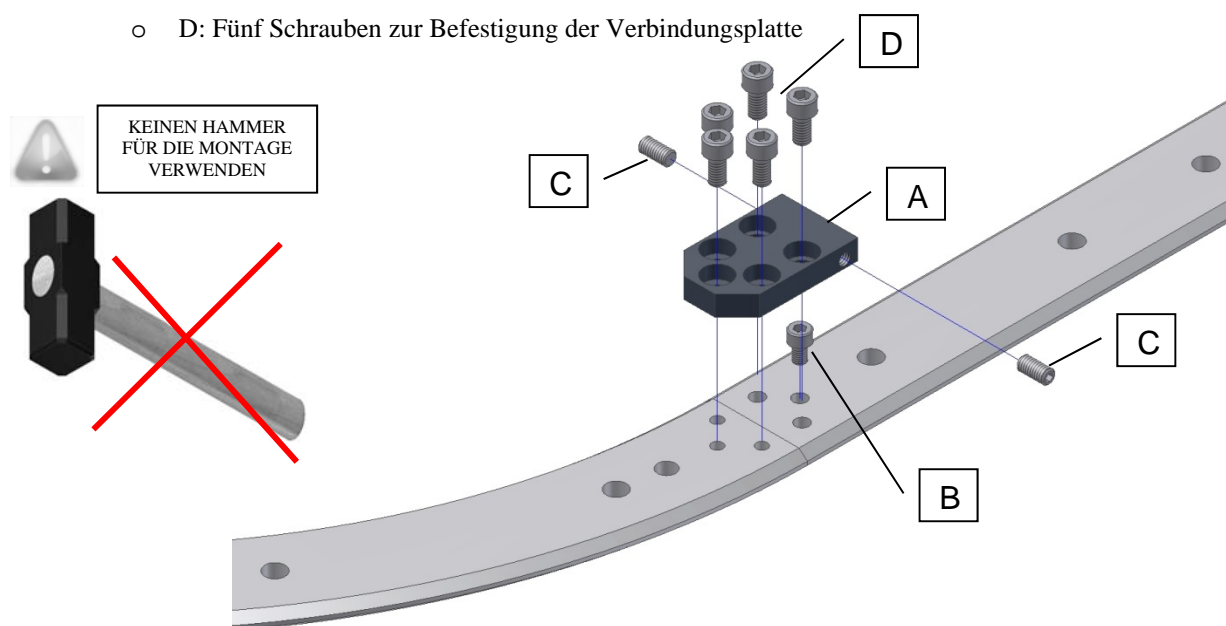 o D: Fünf Schrauben zur Befestigung der Verbindungsplatte
D
KEINEN HAMMER
FÜR DIE MONTAGE
VERWENDEN
C
A
C
B